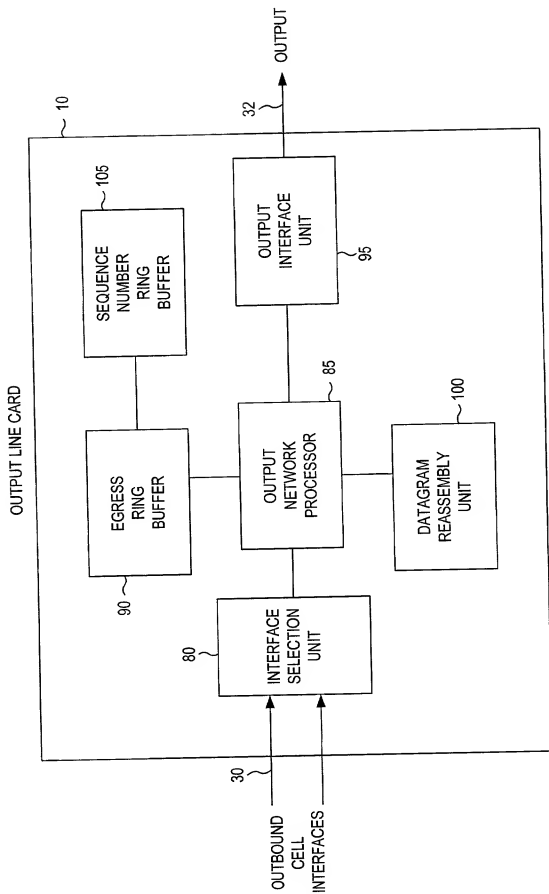 OUTPUT LINE CARD
10
SEQUENCE
NUMBER
RING
BUFFER
105
EGRESS
RING
BUFFER
90
OUTPUT
INTERFACE
UNIT
95
32
OUTPUT
OUTPUT
NETWORK
PROCESSOR
85
INTERFACE
SELECTION
UNIT
80
DATAGRAM
REASSEMBLY
UNIT
100
30
OUTBOUND
CELL
INTERFACES